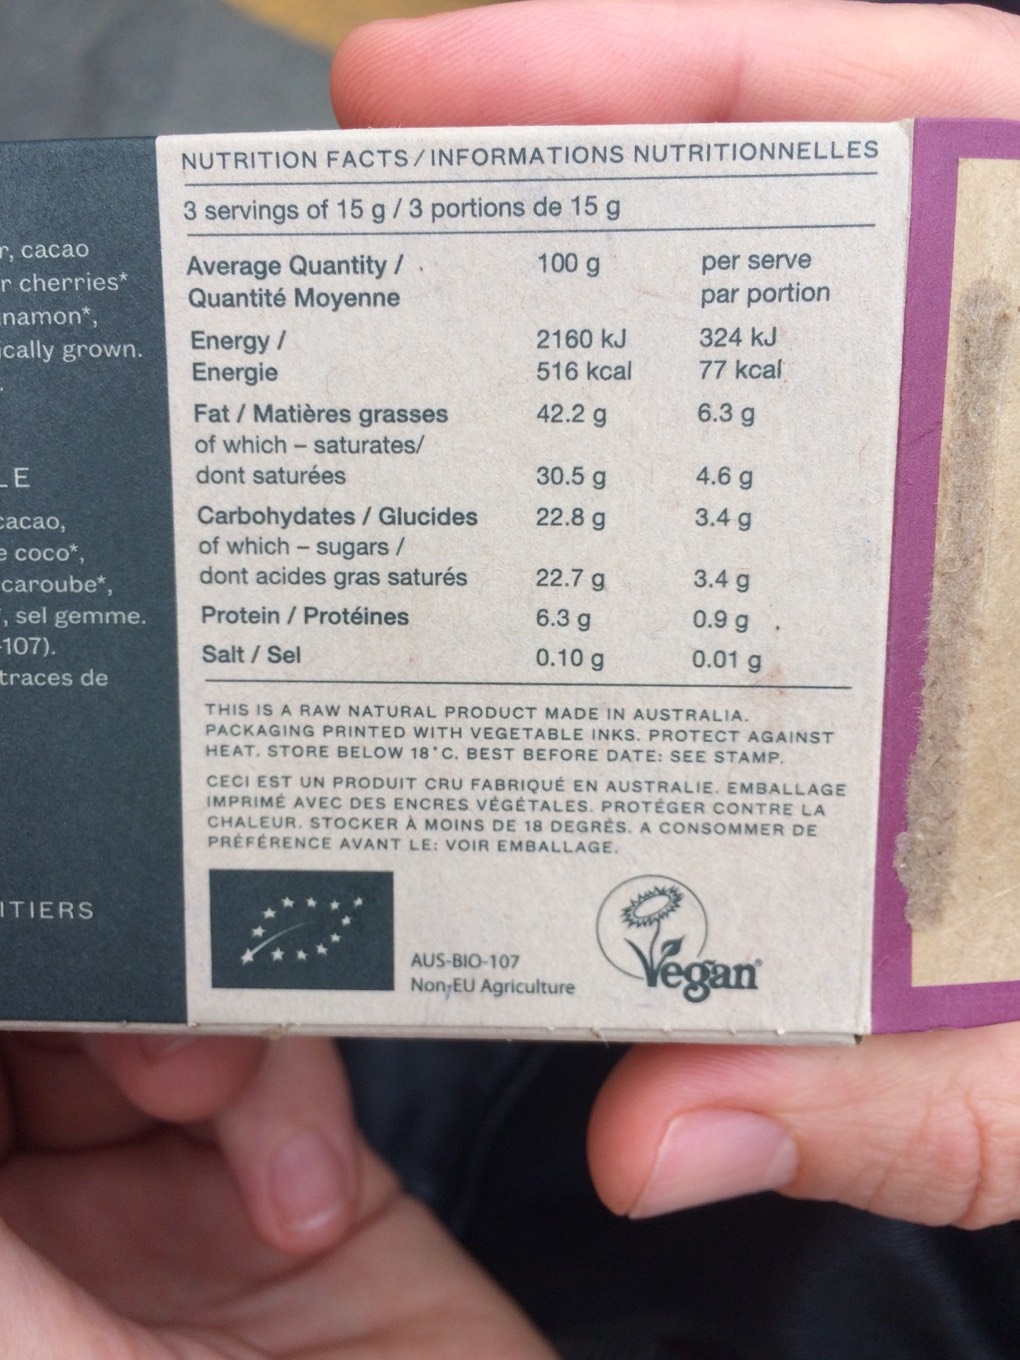 r, cacao
r cherries*
namon*,
ically grown.
LE
cacao,
e coco*,
caroube*,
, sel gemme.
-107).
traces de
ITIERS
NUTRITION FACTS/INFORMATIONS NUTRITIONNELLES
3 servings of 15 g / 3 portions de 15 g
Average Quantity / 100 g per serve
Quantité Moyenne par portion
Energy / 2160 kJ 324 kJ
Energie 516 kcal 77 kcal
Fat / Matières grasses 42.2 g 6.3 g
of which – saturates/
dont saturées 30.5 g 4.6 g
Carbohydates / Glucides 22.8 g 3.4 g
of which – sugars /
dont acides gras saturés 22.7 g 3.4 g
Protein / Protéines 6.3 g 0.9 g
Salt / Sel 0.10 g 0.01 g
THIS IS A RAW NATURAL PRODUCT MADE IN AUSTRALIA.
PACKAGING PRINTED WITH VEGETABLE INKS. PROTECT AGAINST
HEAT. STORE BELOW 18°C. BEST BEFORE DATE: SEE STAMP.
CECI EST UN PRODUIT CRU FABRIQUÉ EN AUSTRALIE. EMBALLAGE
IMPRIMÉ AVEC DES ENCRES VÉGÉTALES. PROTÉGER CONTRE LA
CHALEUR. STOCKER À MOINS DE 18 DEGRÉS. A CONSOMMER DE
PRÉFÉRENCE AVANT LE: VOIR EMBALLAGE.
AUS-BIO-107
Non-EU Agriculture
Vegan